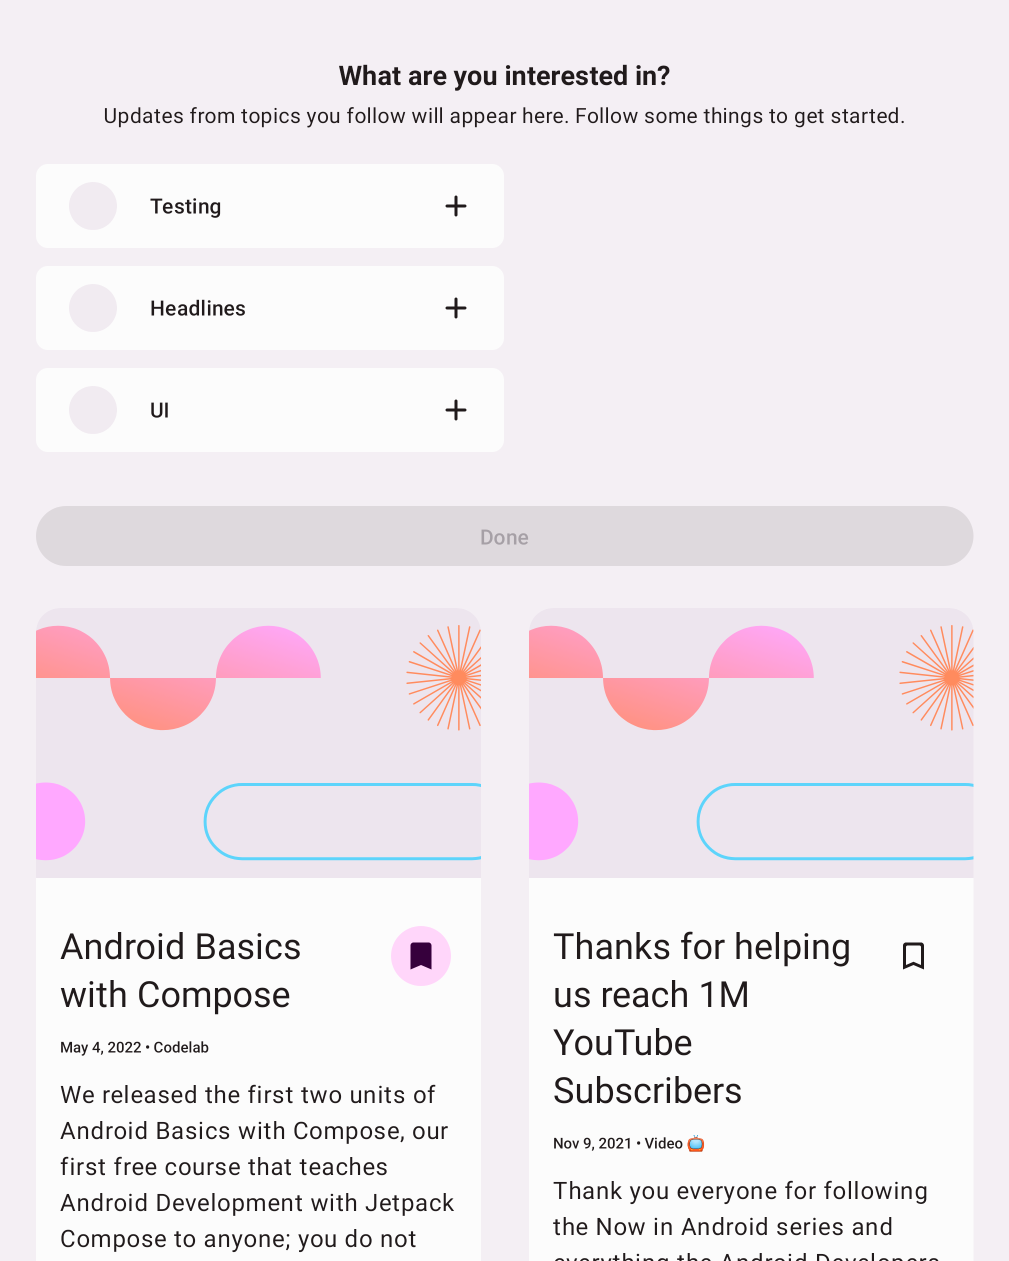 What are you interested in?
Updates from topics you follow will appear here. Follow some things to get started.
Testing
Headlines
UI
Done
Android Basics
with Compose
May 4, 2022 • Codelab
We released the first two units of
Android Basics with Compose, our
first free course that teaches
Android Development with Jetpack
Compose to anyone; you do not
Thanks for helping
us reach 1M
YouTube
Subscribers
Nov 9, 2021 • Video 📺
Thank you everyone for following
the Now in Android series and
everything the Android Developers